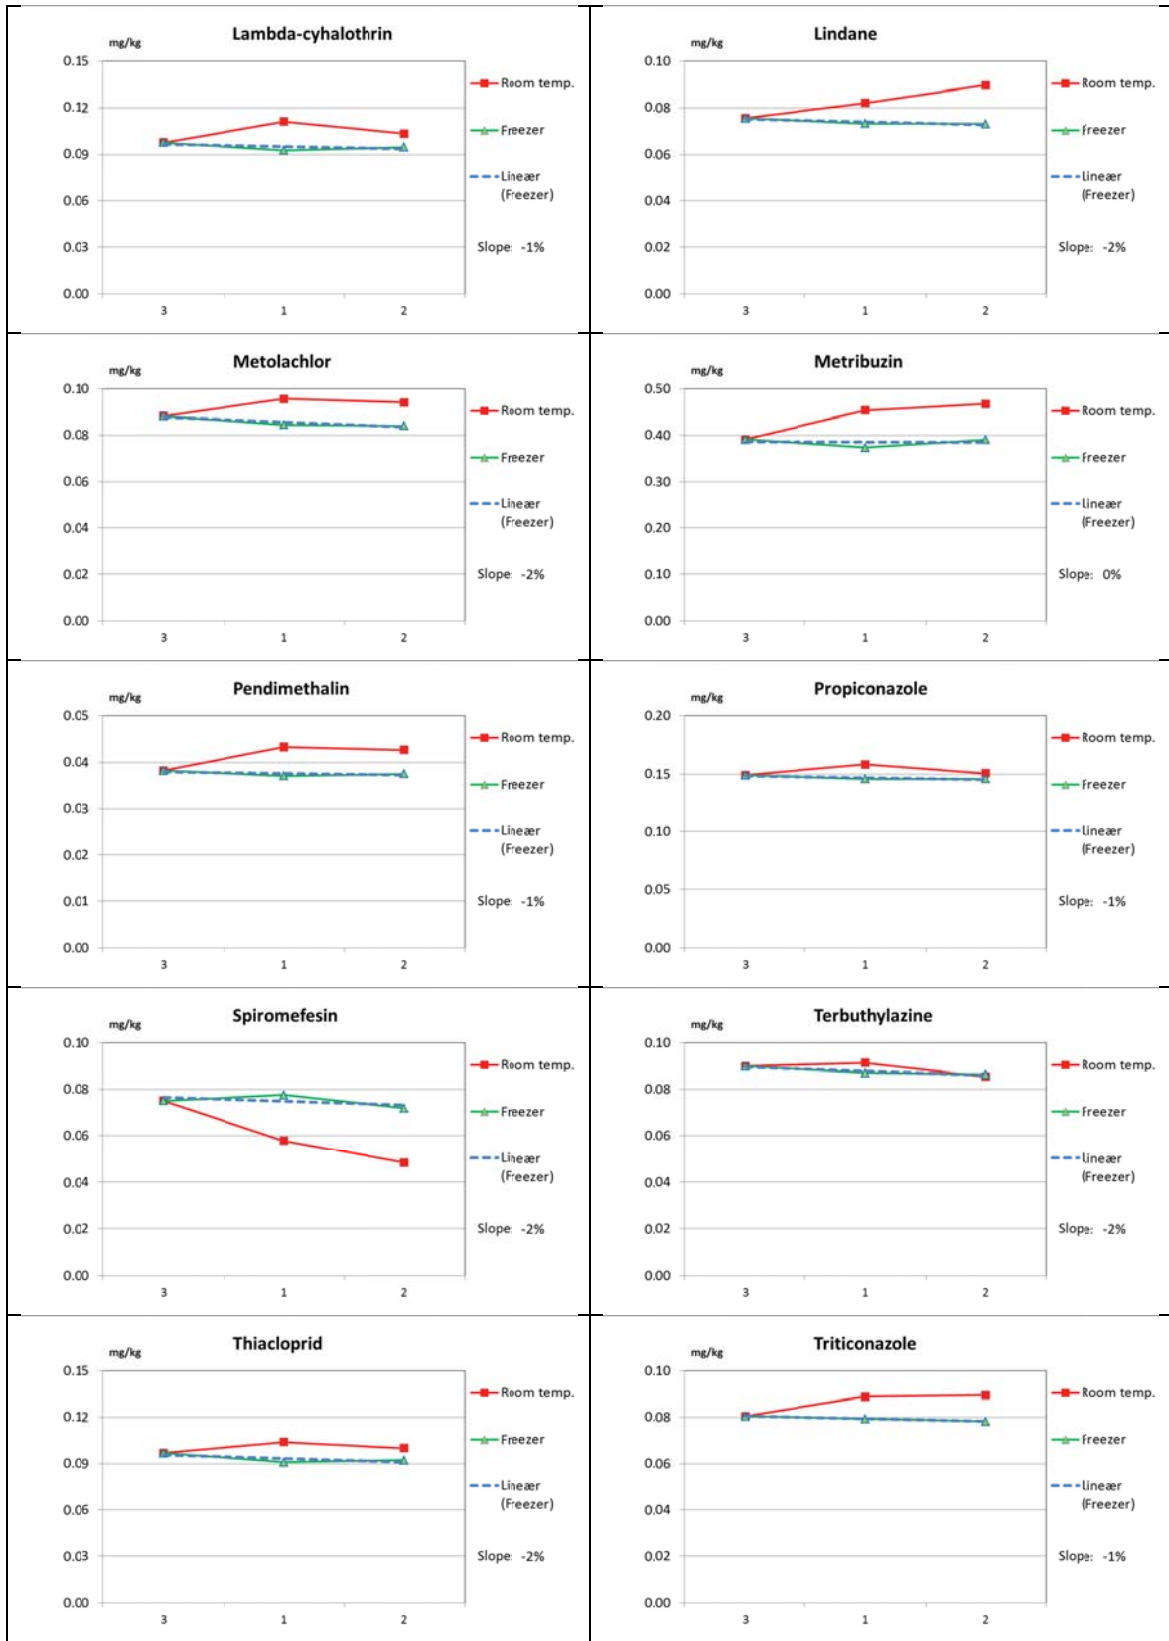 Lambda-cyhalothrin
mg/kg
0.15
0.12
0.09
0.06
0.03
0.00
3 1 2
Room temp.
Freezer
Lineær
(Freezer)
Slope: -1%
Lindane
mg/kg
0.10
0.08
0.06
0.04
0.02
0.00
3 1 2
Room temp.
Freezer
Lineær
(Freezer)
Slope: -2%
Metolachlor
mg/kg
0.10
0.08
0.06
0.04
0.02
0.00
3 1 2
Room temp.
Freezer
Lineær
(Freezer)
Slope: -2%
Metribuzin
mg/kg
0.50
0.40
0.30
0.20
0.10
0.00
3 1 2
Room temp.
Freezer
Lineær
(Freezer)
Slope: 0%
Pendimethalin
mg/kg
0.05
0.04
0.03
0.02
0.01
0.00
3 1 2
Room temp.
Freezer
Lineær
(Freezer)
Slope: -1%
Propiconazole
mg/kg
0.20
0.15
0.10
0.05
0.00
3 1 2
Room temp.
Freezer
Lineær
(Freezer)
Slope: -1%
Spiromefesin
mg/kg
0.10
0.08
0.06
0.04
0.02
0.00
3 1 2
Room temp.
Freezer
Lineær
(Freezer)
Slope: -2%
Terbuthylazine
mg/kg
0.10
0.08
0.06
0.04
0.02
0.00
3 1 2
Room temp.
Freezer
Lineær
(Freezer)
Slope: -2%
Thiacloprid
mg/kg
0.15
0.12
0.09
0.06
0.03
0.00
3 1 2
Room temp.
Freezer
Lineær
(Freezer)
Slope: -2%
Triticonazole
mg/kg
0.10
0.08
0.06
0.04
0.02
0.00
3 1 2
Room temp.
Freezer
Lineær
(Freezer)
Slope: -1%